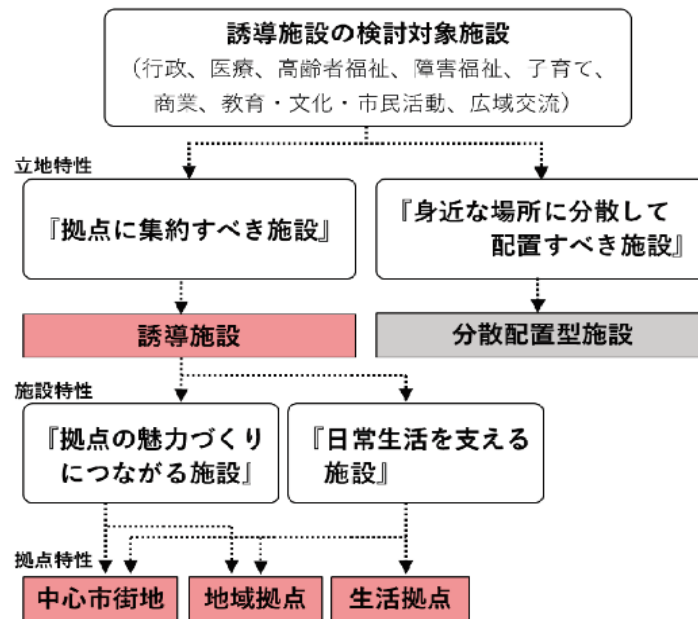 誘導施設の検討対象施設
（行政、医療、高齢者福祉、障害福祉、子育て、
商業、教育・文化・市民活動、広域交流）
立地特性
『拠点に集約すべき施設』
『身近な場所に分散して
配置すべき施設』
誘導施設
分散配置型施設
施設特性
『拠点の魅力づくり
につながる施設』
『日常生活を支える
施設』
拠点特性
中心市街地
地域拠点
生活拠点